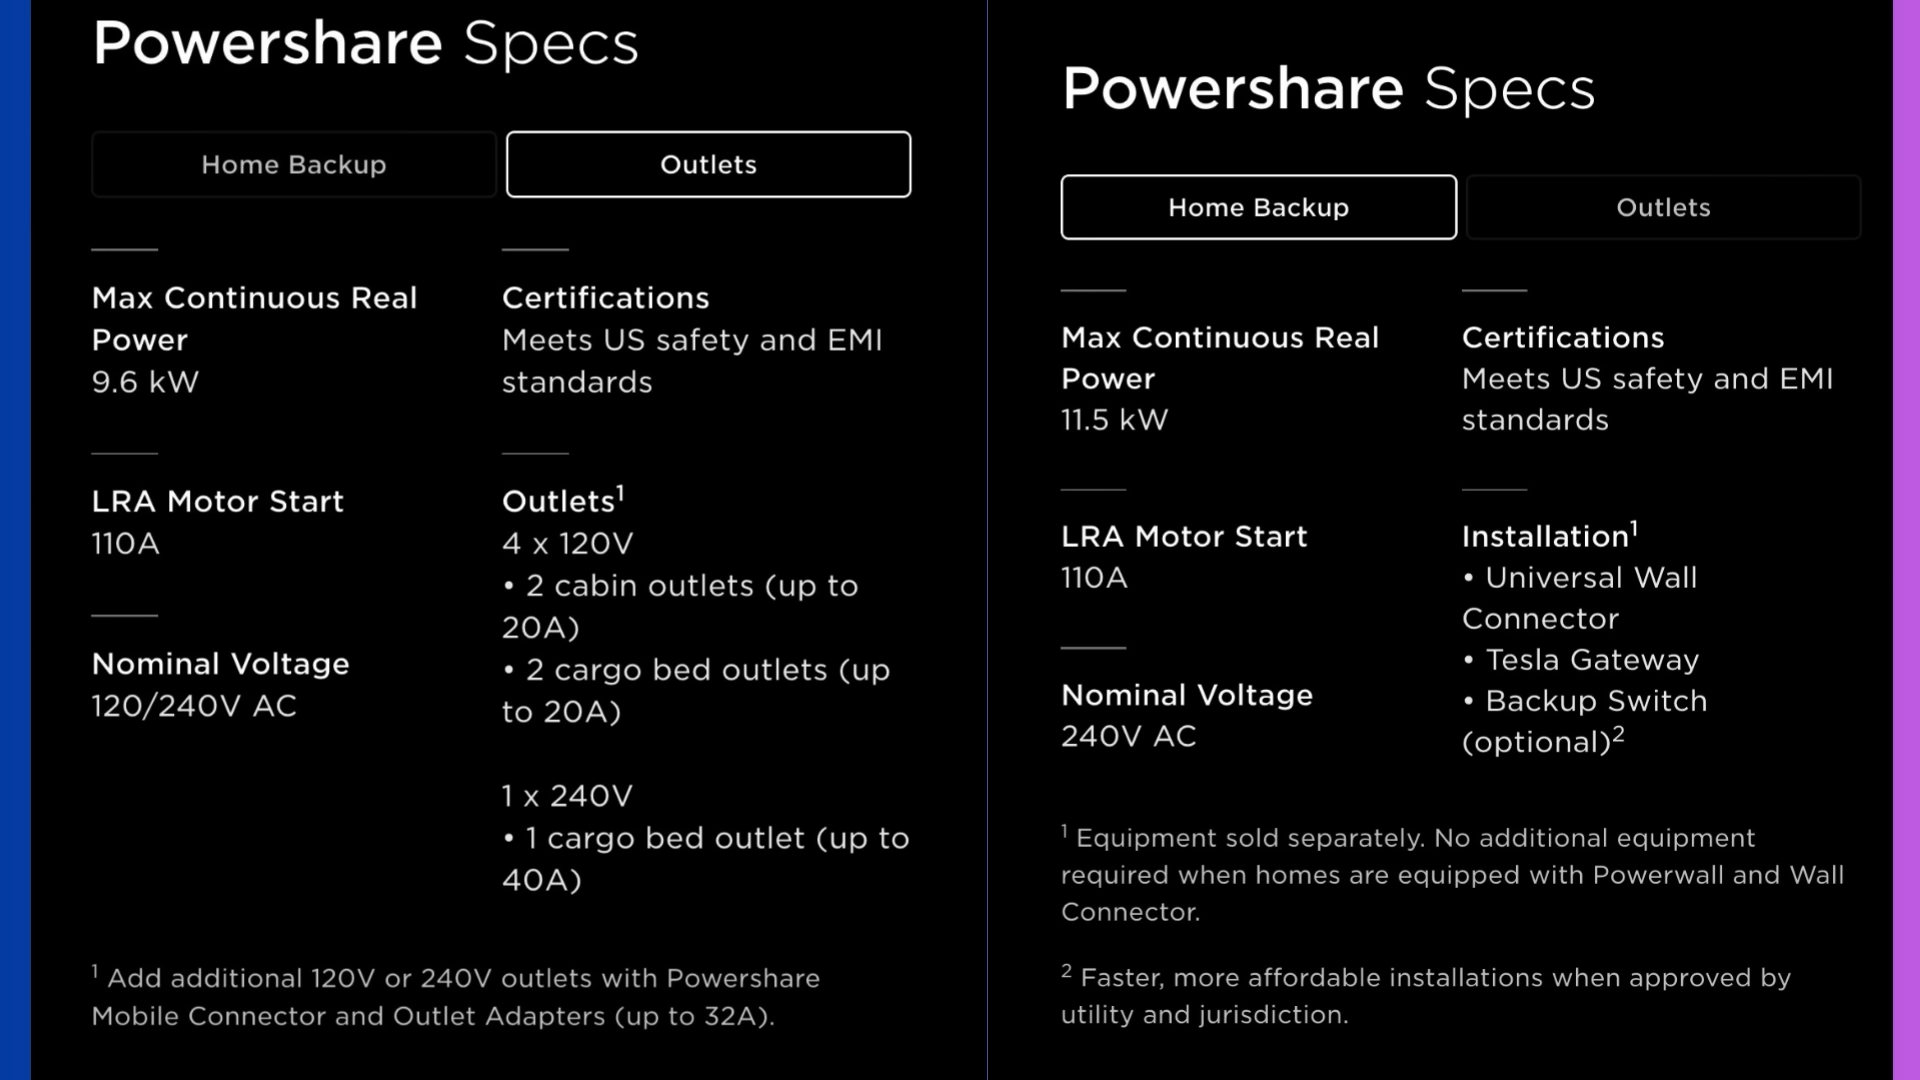 Powershare Specs
Home Backup
Outlets
Max Continuous Real
Power
9.6 kW
LRA Motor Start
110A
Nominal Voltage
120/240V AC
Certifications
Meets US safety and EMI
standards
Outlets¹
4 x 120V
• 2 cabin outlets (up to
20A)
• 2 cargo bed outlets (up
to 20A)
1 x 240V
• 1 cargo bed outlet (up to
40A)
¹ Add additional 120V or 240V outlets with Powershare
Mobile Connector and Outlet Adapters (up to 32A).
Powershare Specs
Home Backup
Outlets
Max Continuous Real
Power
11.5 kW
LRA Motor Start
110A
Nominal Voltage
240V AC
Certifications
Meets US safety and EMI
standards
Installation¹
• Universal Wall
Connector
• Tesla Gateway
• Backup Switch
(optional)²
¹ Equipment sold separately. No additional equipment
required when homes are equipped with Powerwall and Wall
Connector.
² Faster, more affordable installations when approved by
utility and jurisdiction.